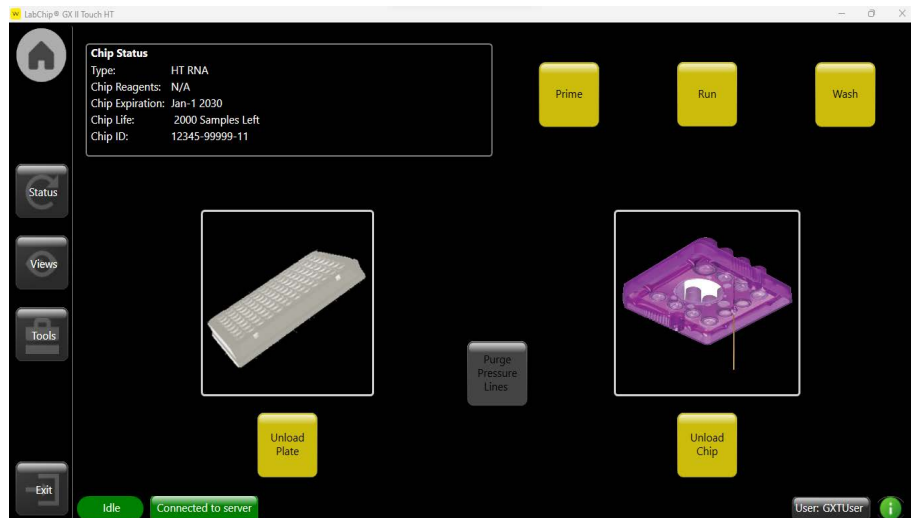 LabChip® GX II Touch HT
Chip Status
Type: HT RNA
Chip Reagents: N/A
Chip Expiration: Jan-1 2030
Chip Life: 2000 Samples Left
Chip ID: 12345-99999-11
Prime
Run
Wash
Status
Views
Tools
Purge
Pressure
Lines
Unload
Plate
Unload
Chip
Exit
Idle
Connected to server
User: GXTUser
i